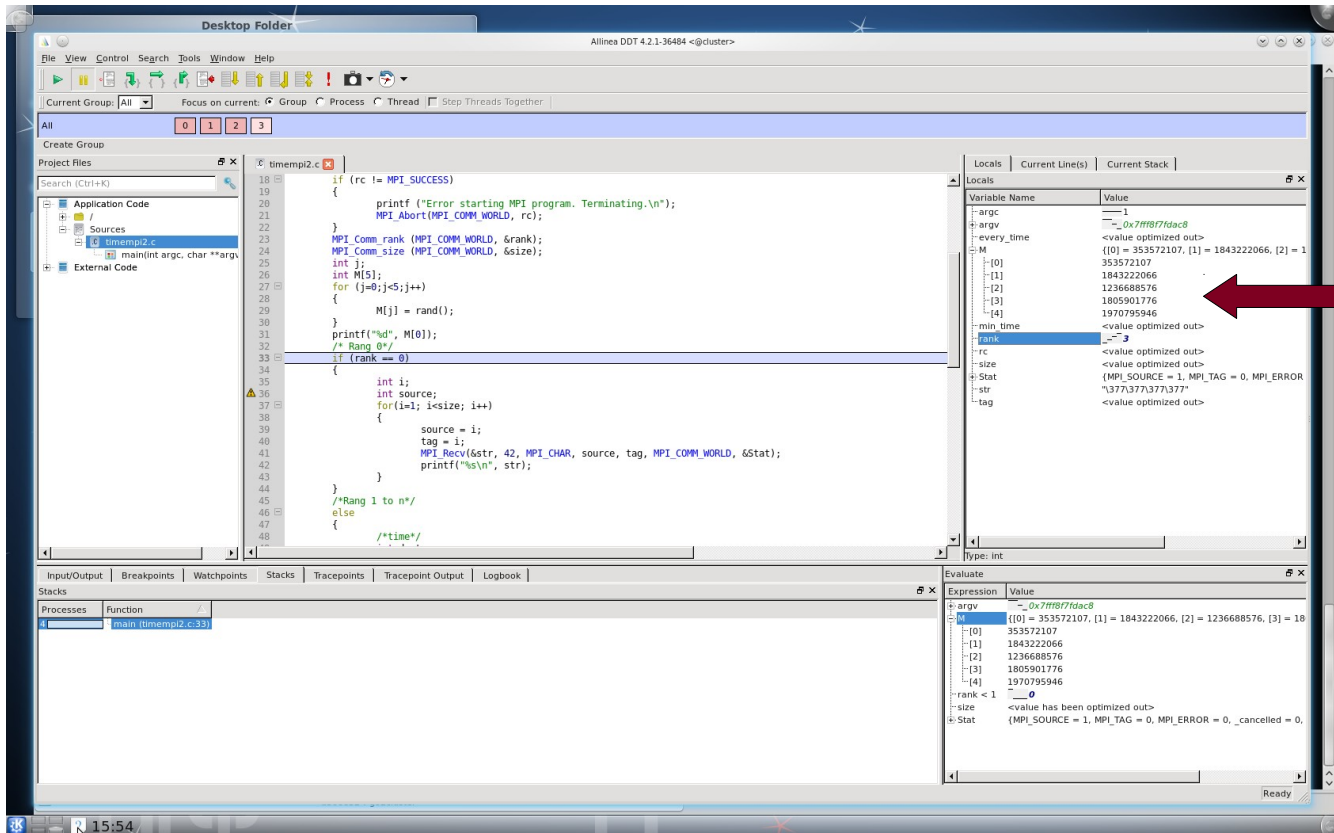 Desktop Folder
Allinea DDT 4.2.1-36484 <@cluster>
File View Control Search Tools Window Help
Current Group: All Focus on current: Group Process Thread Step Threads Together
All 0 1 2 3
Create Group
Project Files
Search (Ctrl+K)
Application Code
/
Sources
timempi2.c
main(int argc, char **argv
External Code
timempi2.c
18 if (rc != MPI_SUCCESS)
19 {
20 printf ("Error starting MPI program. Terminating.\n");
21 MPI_Abort(MPI_COMM_WORLD, rc);
22 }
23 MPI_Comm_rank (MPI_COMM_WORLD, &rank);
24 MPI_Comm_size (MPI_COMM_WORLD, &size);
25 int j;
26 int M[5];
27 for (j=0;j<5;j++)
28 {
29 M[j] = rand();
30 }
31 printf("%d", M[0]);
32 /* Rang 0*/
33 if (rank == 0)
34 {
35 int i;
36 int source;
37 for(i=1; i<size; i++)
38 {
39 source = i;
40 tag = i;
41 MPI_Recv(&str, 42, MPI_CHAR, source, tag, MPI_COMM_WORLD, &Stat);
42 printf("%s\n", str);
43 }
44 }
45 /*Rang 1 to n*/
46 else
47 {
48 /*time*/
Locals Current Line(s) Current Stack
Locals
Variable Name Value
argc 1
argv 0x7fff8f7fdac8
every_time <value optimized out>
M {[0] = 353572107, [1] = 1843222066, [2] = 1
[0] 353572107
[1] 1843222066
[2] 1236688576
[3] 1805901776
[4] 1970795946
min_time <value optimized out>
rank 3
rc <value optimized out>
size <value optimized out>
Stat {MPI_SOURCE = 1, MPI_TAG = 0, MPI_ERROR
str "\377\377\377\377"
tag <value optimized out>
Type: int
Input/Output Breakpoints Watchpoints Stacks Tracepoints Tracepoint Output Logbook
Stacks
Processes Function
4 main (timempi2.c:33)
Evaluate
Expression Value
argv 0x7fff8f7fdac8
M {[0] = 353572107, [1] = 1843222066, [2] = 1236688576, [3] = 18
[0] 353572107
[1] 1843222066
[2] 1236688576
[3] 1805901776
[4] 1970795946
rank < 1 0
size <value has been optimized out>
Stat {MPI_SOURCE = 1, MPI_TAG = 0, MPI_ERROR = 0, _cancelled = 0,
Ready
15:54